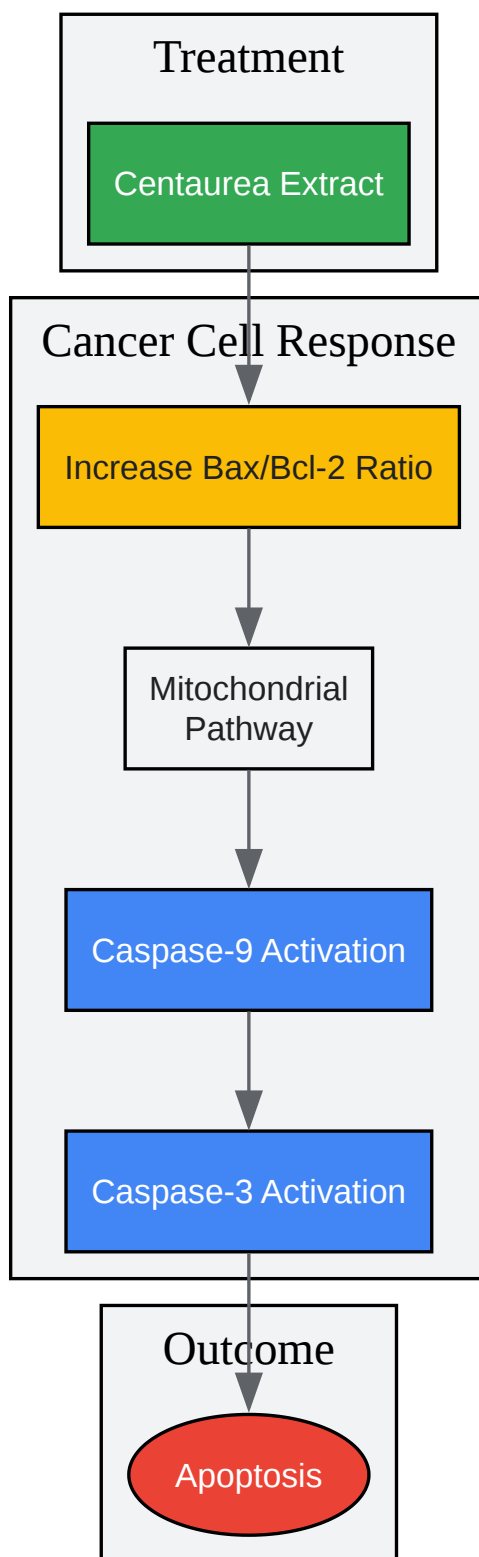 Treatment
Centaurea Extract
Cancer Cell Response
Increase Bax/Bcl-2 Ratio
Mitochondrial
Pathway
Caspase-9 Activation
Caspase-3 Activation
Outcome
Apoptosis